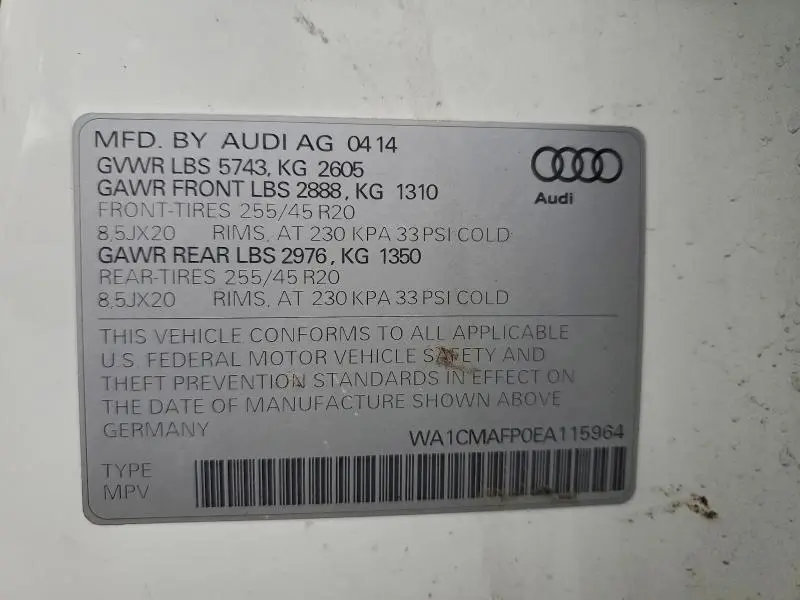 MFD. BY AUDI AG 04 14
GVWR LBS 5743, KG 2605
GAWR FRONT LBS 2888, KG 1310
FRONT-TIRES 255/45 R20
8,5JX20 RIMS, AT 230 KPA 33 PSI COLD
GAWR REAR LBS 2976, KG 1350
REAR-TIRES 255/45 R20
8,5JX20 RIMS, AT 230 KPA 33 PSI COLD
Audi
THIS VEHICLE CONFORMS TO ALL APPLICABLE
U.S. FEDERAL MOTOR VEHICLE SAFETY AND
THEFT PREVENTION STANDARDS IN EFFECT ON
THE DATE OF MANUFACTURE SHOWN ABOVE
GERMANY
WA1CMAFP0EA115964
TYPE
MPV